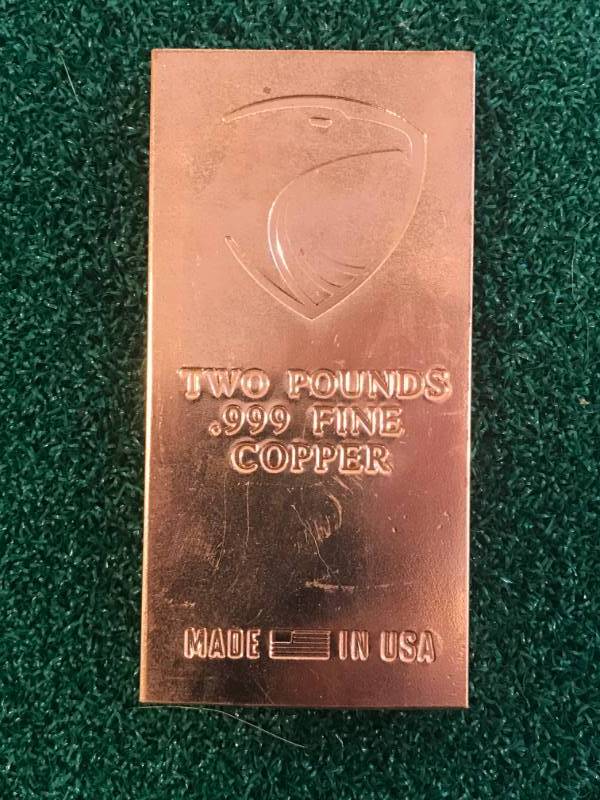 TWO POUNDS
.999 FINE
COPPER
MADE IN USA